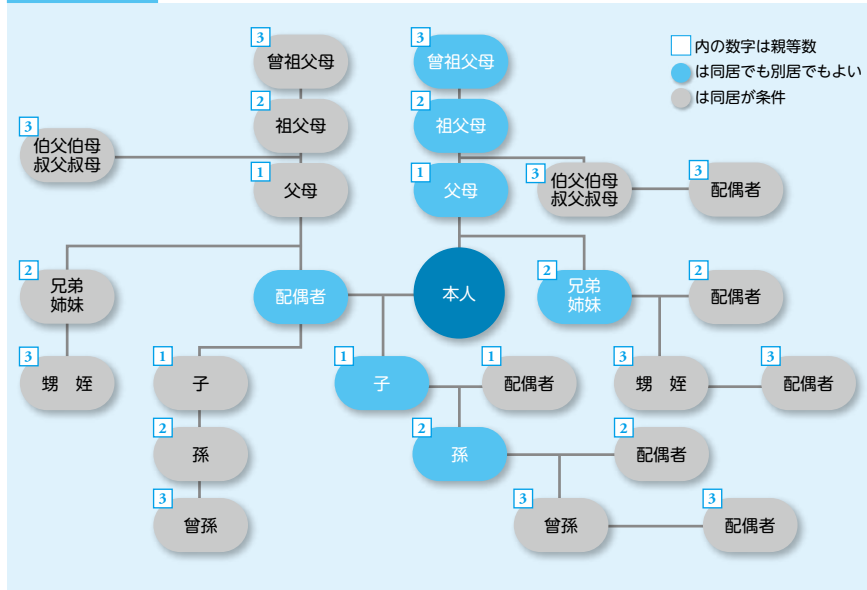 3
曾祖父母
3
曾祖父母
内の数字は親等数
は同居でも別居でもよい
は同居が条件
2
祖父母
2
祖父母
3
伯父伯母
叔父叔母
1
父母
1
父母
3
伯父伯母
叔父叔母
3
配偶者
2
兄弟
姉妹
配偶者
本人
2
兄弟
姉妹
2
配偶者
3
甥 姪
1
子
1
子
1
配偶者
3
甥 姪
3
配偶者
2
孫
2
孫
2
配偶者
3
曾孫
3
曾孫
3
配偶者